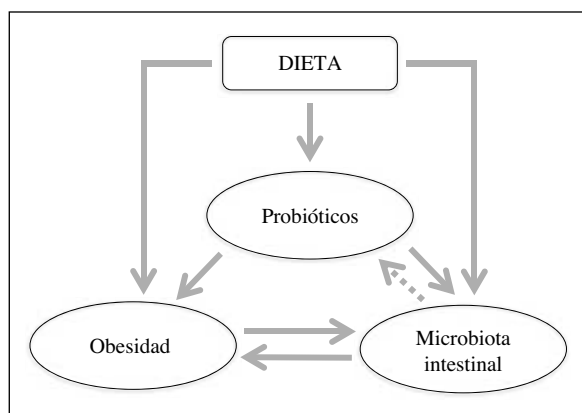 DIETA
Probióticos
Obesidad
Microbiota
intestinal